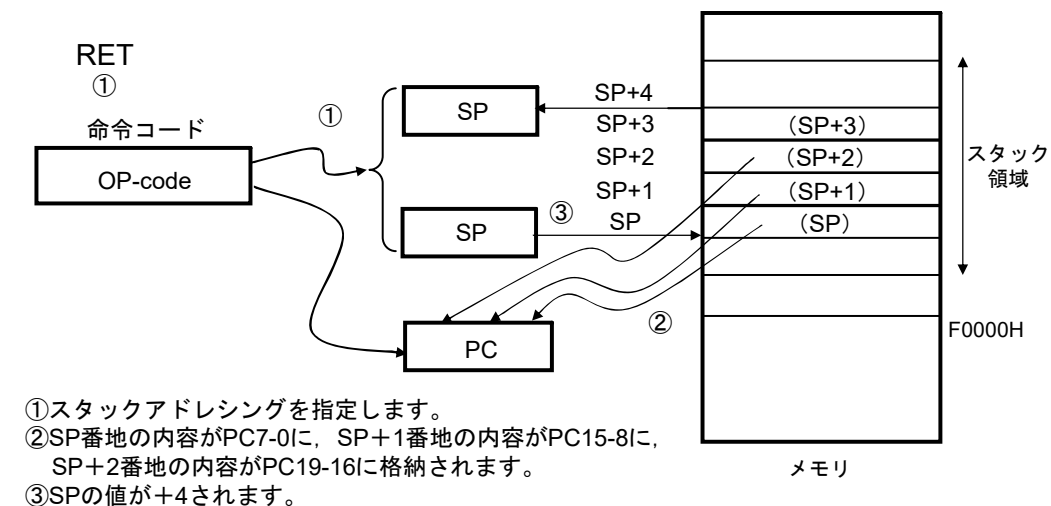 RET
①
命令コード
OP-code
①
SP
SP
③
PC
②
SP+4
SP+3
SP+2
SP+1
SP
(SP+3)
(SP+2)
(SP+1)
(SP)
スタック
領域
F0000H
メモリ
①スタックアドレシングを指定します。
②SP番地の内容がPC7-0に，SP＋1番地の内容がPC15-8に，
SP＋2番地の内容がPC19-16に格納されます。
③SPの値が＋4されます。